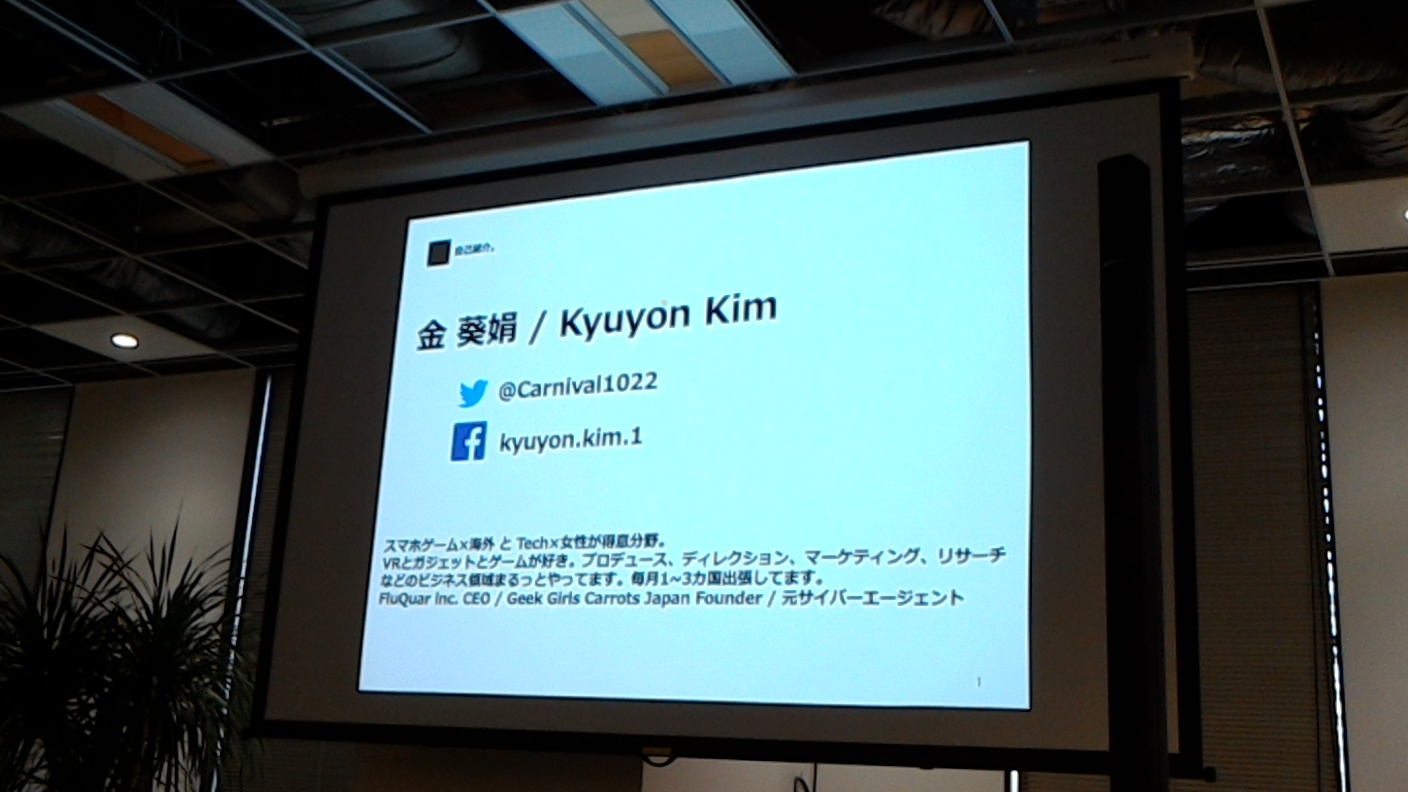 自己紹介。
金 葵娟 / Kyuyon Kim
@Carnival1022
kyuyon.kim.1
スマホゲーム×海外 と Tech×女性が得意分野。
VRとガジェットとゲームが好き。プロデュース、ディレクション、マーケティング、リサーチ
などのビジネス領域まるっとやってます。毎月1~3カ国出張してます。
FluQuar inc. CEO / Geek Girls Carrots Japan Founder / 元サイバーエージェント
1